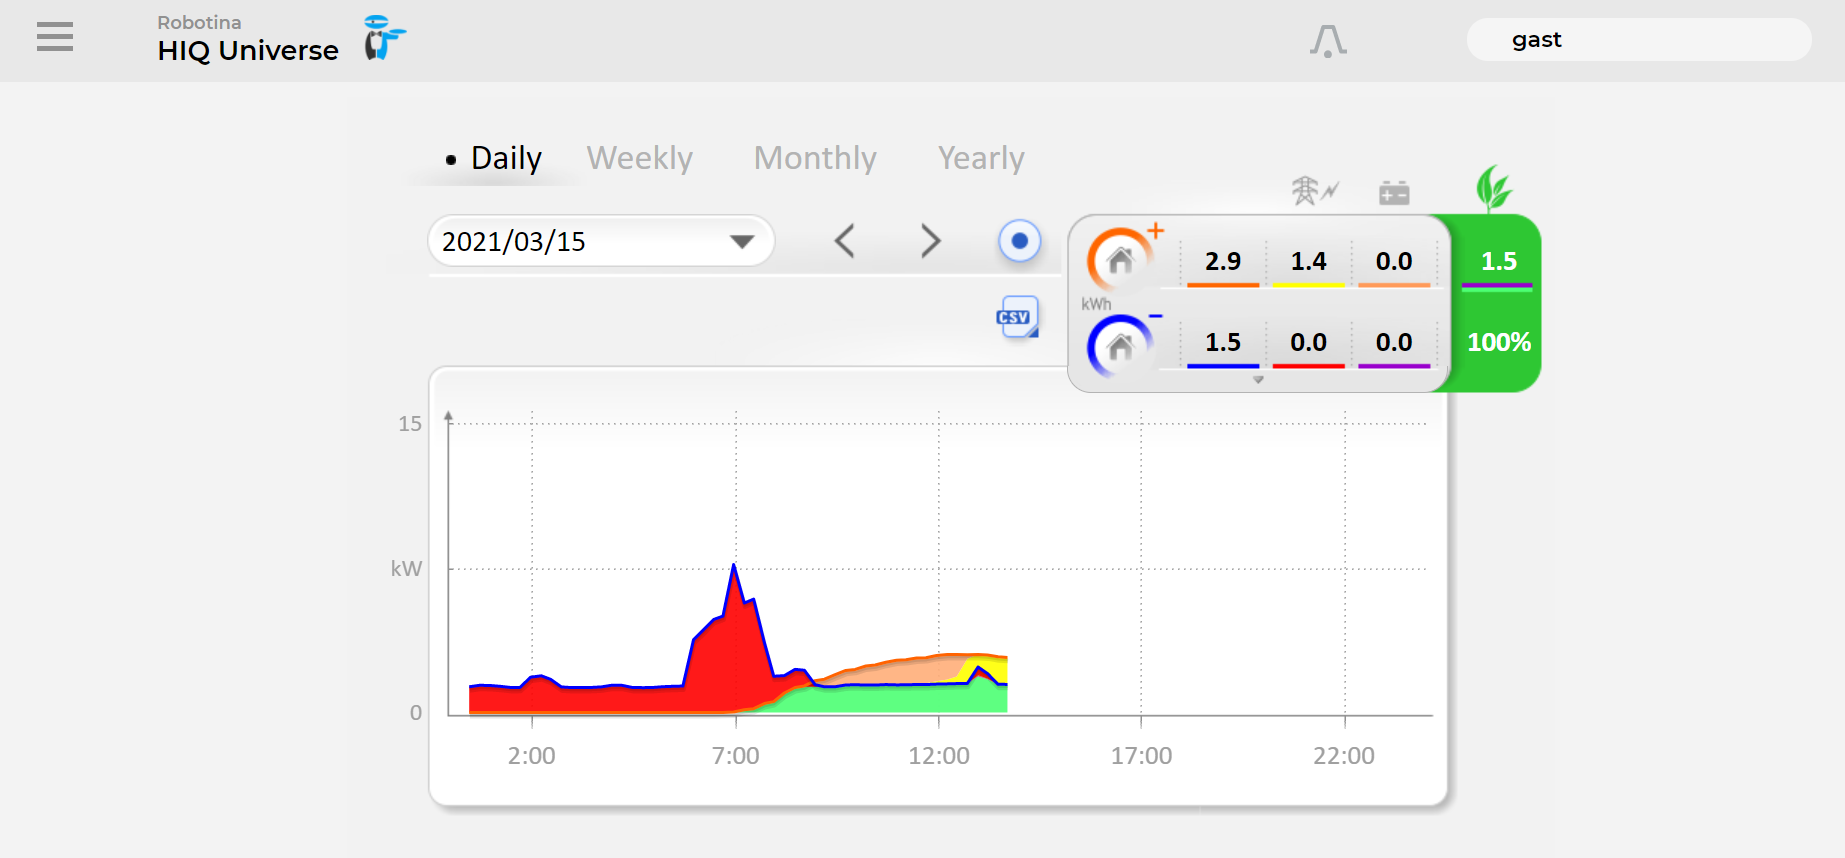 Robotina
HIQ Universe
gast
• Daily Weekly Monthly Yearly
2021/03/15
CSV
+ 2.9 1.4 0.0 1.5
kWh
- 1.5 0.0 0.0 100%
15
kW
0
2:00 7:00 12:00 17:00 22:00